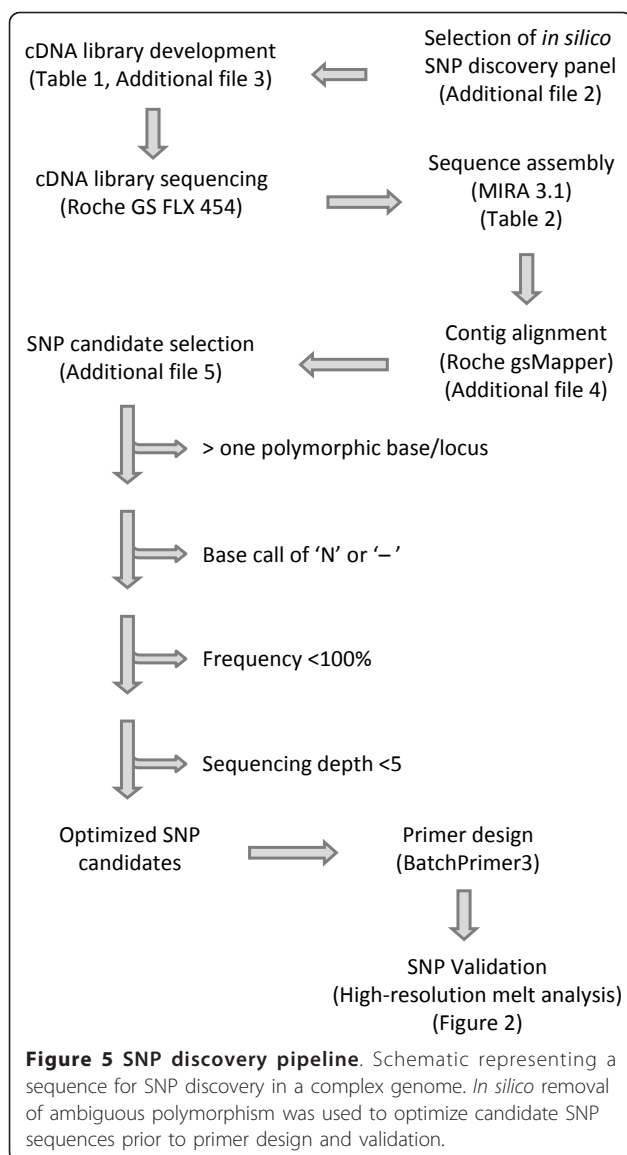 Selection of in silico
SNP discovery panel
(Additional file 2)
cDNA library development
(Table 1, Additional file 3)
cDNA library sequencing
(Roche GS FLX 454)
Sequence assembly
(MIRA 3.1)
(Table 2)
Contig alignment
(Roche gsMapper)
(Additional file 4)
SNP candidate selection
(Additional file 5)
> one polymorphic base/locus
Base call of ‘N’ or ‘– ’
Frequency <100%
Sequencing depth <5
Optimized SNP
candidates
Primer design
(BatchPrimer3)
SNP Validation
(High-resolution melt analysis)
(Figure 2)
Figure 5 SNP discovery pipeline. Schematic representing a
sequence for SNP discovery in a complex genome. In silico removal
of ambiguous polymorphism was used to optimize candidate SNP
sequences prior to primer design and validation.